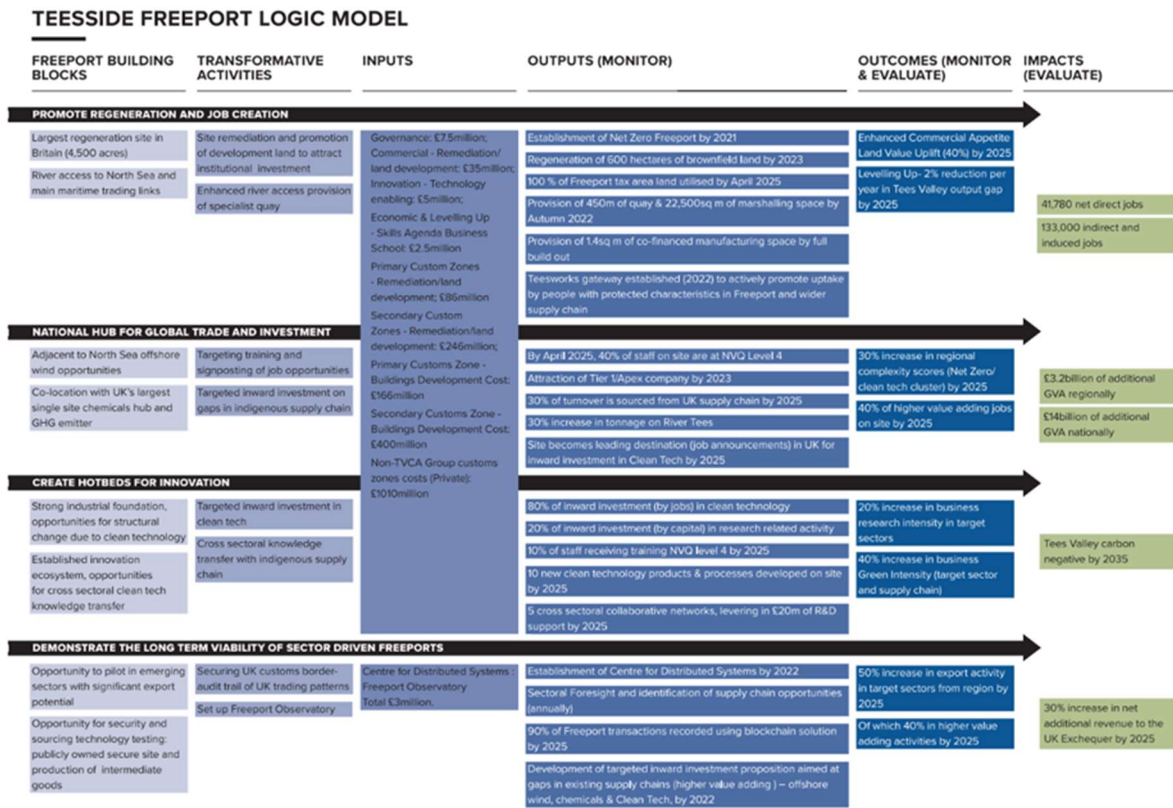 TEESSIDE FREEPORT LOGIC MODEL
FREEPORT BUILDING
BLOCKS
TRANSFORMATIVE
ACTIVITIES
INPUTS
OUTPUTS (MONITOR)
OUTCOMES (MONITOR
& EVALUATE)
IMPACTS
(EVALUATE)
PROMOTE REGENERATION AND JOB CREATION
Largest regeneration site in
Britain (4,500 acres)
River access to North Sea and
main maritime trading links
Site remediation and promotion
of development land to attract
institutional investment
Enhanced river access provision
of specialist quay
Governance: £7.5million;
Commercial - Remediation/
land development: £35million;
Innovation - Technology
enabling: £5million;
Economic & Levelling Up
- Skills Agenda Business
School: £2.5million
Primary Custom Zones
- Remediation/land
development; £86million
Secondary Custom
Zones - Remediation/land
development: £246million;
Primary Customs Zone -
Buildings Development Cost:
£166million
Secondary Customs Zone -
Buildings Development Cost:
£400million
Non-TVCA Group customs
zones costs (Private):
£1010million
Establishment of Net Zero Freeport by 2021
Regeneration of 600 hectares of brownfield land by 2023
100 % of Freeport tax area land utilised by April 2025
Provision of 450m of quay & 22,500sq m of marshalling space by
Autumn 2022
Provision of 1.4sq m of co-financed manufacturing space by full
build out
Teesworks gateway established (2022) to actively promote uptake
by people with protected characteristics in Freeport and wider
supply chain
Enhanced Commercial Appetite
Land Value Uplift (40%) by 2025
Levelling Up- 2% reduction per
year in Tees Valley output gap
by 2025
41,780 net direct jobs
133,000 indirect and
induced jobs
NATIONAL HUB FOR GLOBAL TRADE AND INVESTMENT
Adjacent to North Sea offshore
wind opportunities
Co-location with UK's largest
single site chemicals hub and
GHG emitter
Targeting training and
signposting of job opportunities
Targeted inward investment on
gaps in indigenous supply chain
By April 2025, 40% of staff on site are at NVQ Level 4
Attraction of Tier 1/Apex company by 2023
30% of turnover is sourced from UK supply chain by 2025
30% increase in tonnage on River Tees
Site becomes leading destination (job announcements) in UK for
inward investment in Clean Tech by 2025
30% increase in regional
complexity scores (Net Zero/
clean tech cluster) by 2025
40% of higher value adding jobs
on site by 2025
£3.2billion of additional
GVA regionally
£14billion of additional
GVA nationally
CREATE HOTBEDS FOR INNOVATION
Strong industrial foundation,
opportunities for structural
change due to clean technology
Established innovation
ecosystem, opportunities
for cross sectoral clean tech
knowledge transfer
Targeted inward investment in
clean tech
Cross sectoral knowledge
transfer with indigenous supply
chain
80% of inward investment (by jobs) in clean technology
20% of inward investment (by capital) in research related activity
10% of staff receiving training NVQ level 4 by 2025
10 new clean technology products & processes developed on site
by 2025
5 cross sectoral collaborative networks, levering in £20m of R&D
support by 2025
20% increase in business
research intensity in target
sectors
40% increase in business
Green Intensity (target sector
and supply chain)
Tees Valley carbon
negative by 2035
DEMONSTRATE THE LONG TERM VIABILITY OF SECTOR DRIVEN FREEPORTS
Opportunity to pilot in emerging
sectors with significant export
potential
Opportunity for security and
sourcing technology testing:
publicly owned secure site and
production of intermediate
goods
Securing UK customs border-
audit trail of UK trading patterns
Set up Freeport Observatory
Centre for Distributed Systems :
Freeport Observatory
Total £3million.
Establishment of Centre for Distributed Systems by 2022
Sectoral Foresight and identification of supply chain opportunities
(annually)
90% of Freeport transactions recorded using blockchain solution
by 2025
Development of targeted inward investment proposition aimed at
gaps in existing supply chains (higher value adding ) – offshore
wind, chemicals & Clean Tech, by 2022
50% increase in export activity
in target sectors from region by
2025
Of which 40% in higher value
adding activities by 2025
30% increase in net
additional revenue to the
UK Exchequer by 2025